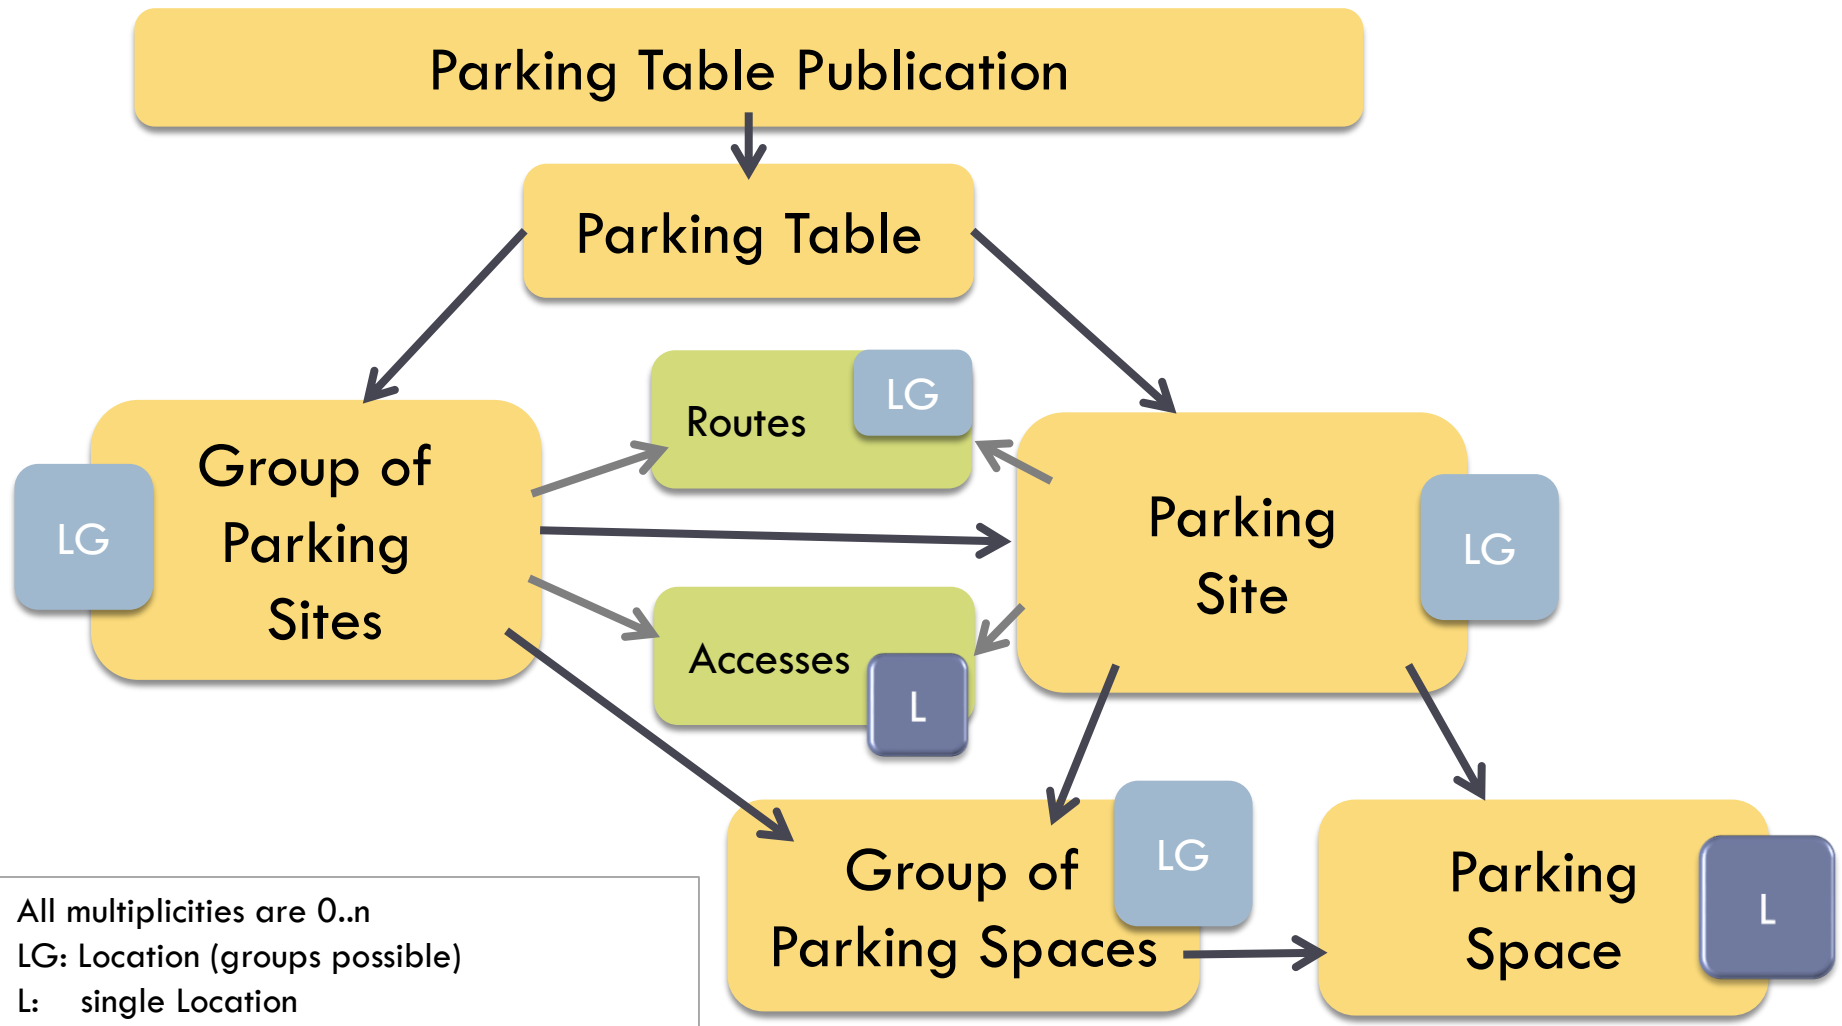 Parking Table Publication
Parking Table
Routes
LG
Group of
Parking
Sites
LG
Parking
Site
LG
Accesses
L
Group of
Parking Spaces
LG
Parking
Space
L
All multiplicities are 0..n
LG: Location (groups possible)
L: single Location